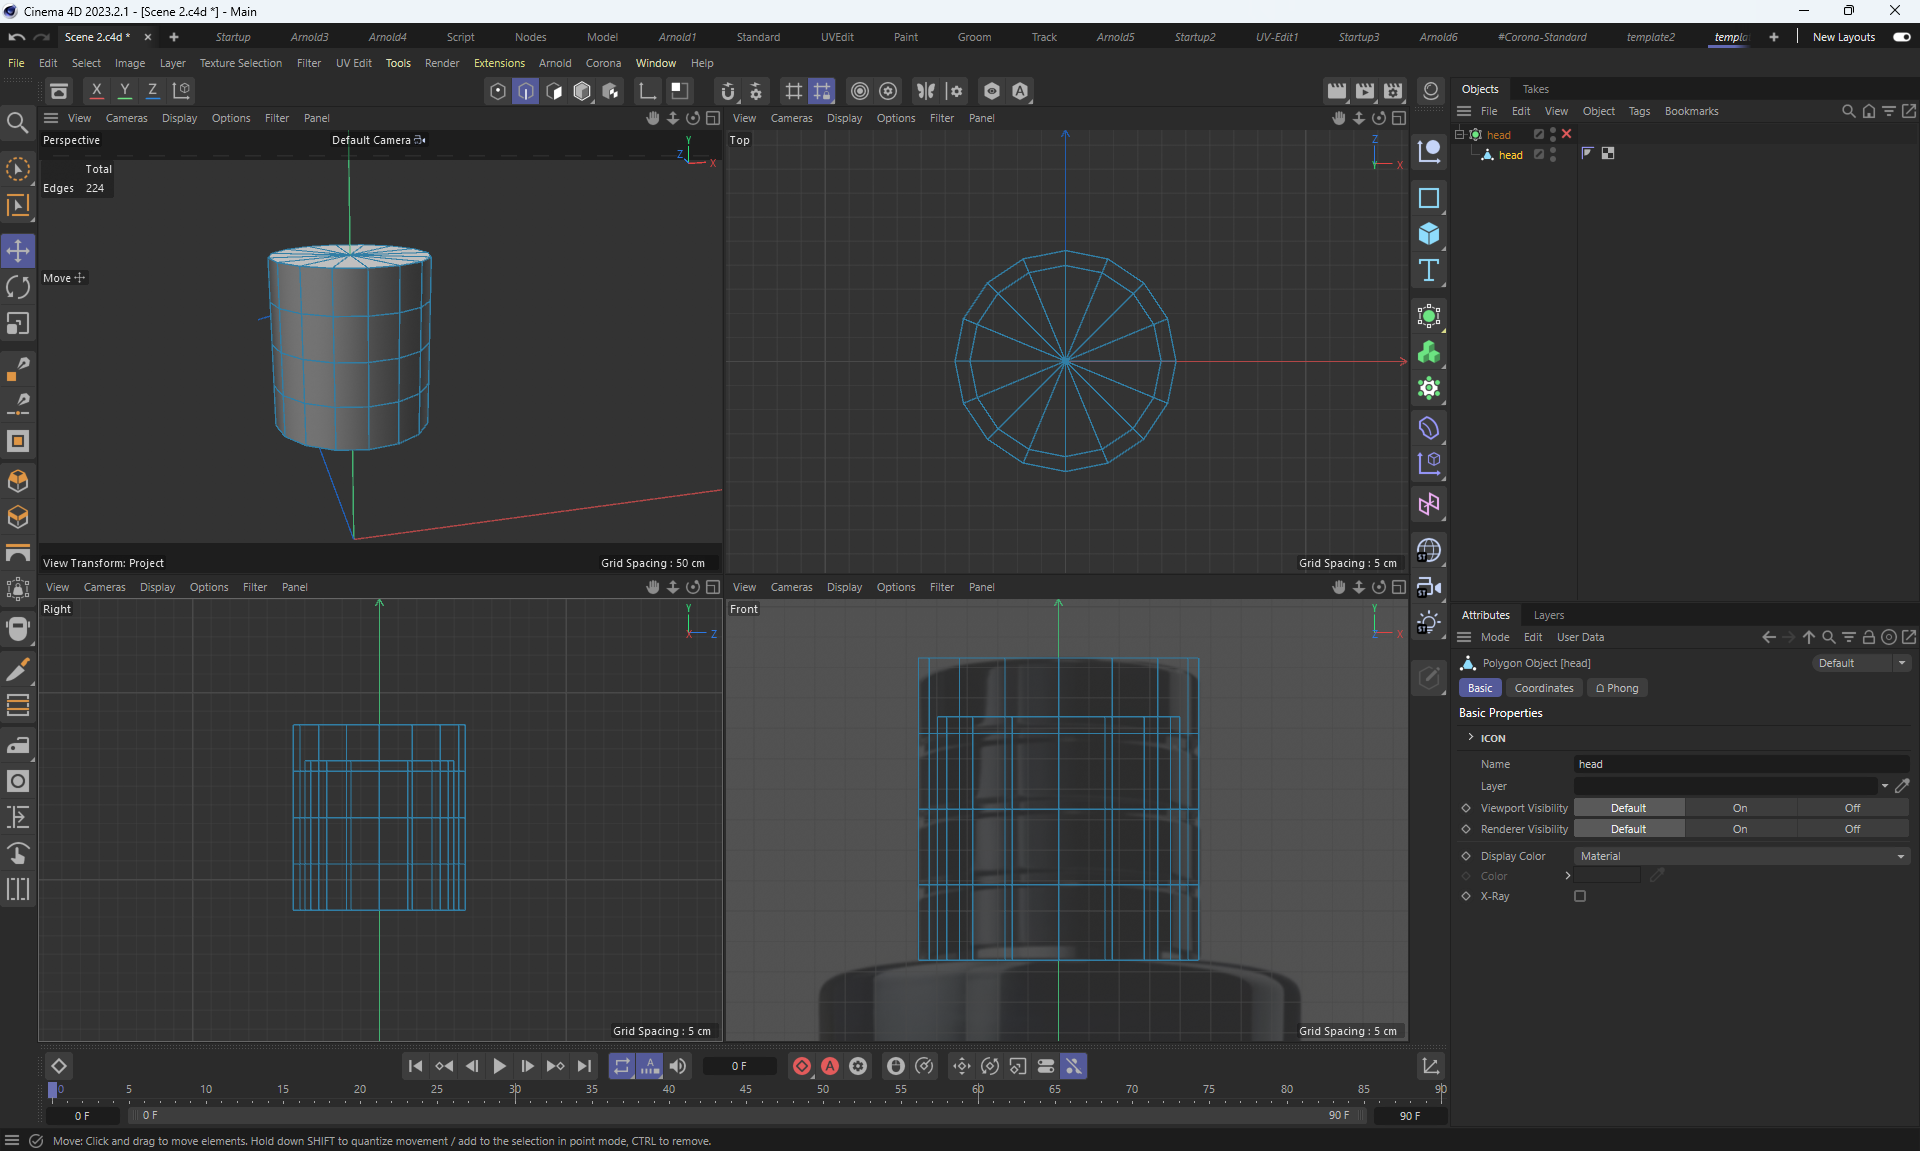 Cinema 4D 2023.2.1 - [Scene 2.c4d *] - Main
Scene 2.c4d *
Startup
Arnold3
Arnold4
Script
Nodes
Model
Arnold1
Standard
UVEdit
Paint
Groom
Track
Arnold5
Startup2
UV-Edit1
Startup3
Arnold6
#Corona-Standard
template2
templa
New Layouts
File Edit Select Image Layer Texture Selection Filter UV Edit Tools Render Extensions Arnold Corona Window Help
X Y Z
Objects Takes
File Edit View Object Tags Bookmarks
head
head
View Cameras Display Options Filter Panel
Perspective
Default Camera
Total
Edges 224
Move
Y
Z
X
View Transform: Project
Grid Spacing : 50 cm
View Cameras Display Options Filter Panel
Top
Z
Y
X
Grid Spacing : 5 cm
View Cameras Display Options Filter Panel
Right
Y
X
Z
Grid Spacing : 5 cm
View Cameras Display Options Filter Panel
Front
Y
Z
X
Grid Spacing : 5 cm
ST
ST
ST
Attributes Layers
Mode Edit User Data
Polygon Object [head]
Default
Basic Coordinates Phong
Basic Properties
ICON
Name head
Layer
Viewport Visibility Default On Off
Renderer Visibility Default On Off
Display Color Material
Color
X-Ray
0 F
0 5 10 15 20 25 30 35 40 45 50 55 60 65 70 75 80 85 90
0 F
0 F
90 F
90 F
Move: Click and drag to move elements. Hold down SHIFT to quantize movement / add to the selection in point mode, CTRL to remove.